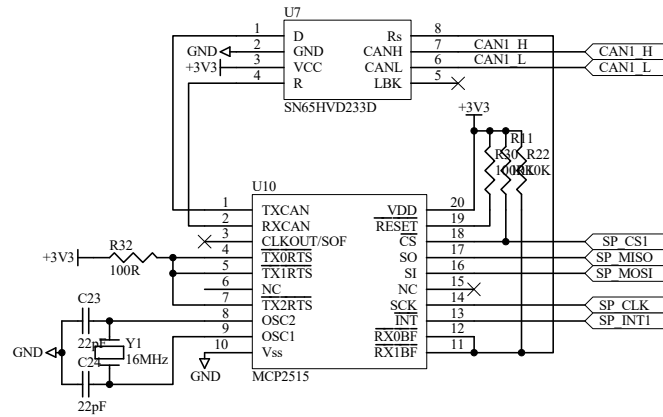 U7
1 D Rs 8
GND 2 GND CANH 7 CAN1_H CAN1_H
+3V3 3 VCC CANL 6 CAN1_L CAN1_L
4 R LBK 5
SN65HVD233D
+3V3
R11
R30 R22
U10
1 TXCAN VDD 20
2 RXCAN RESET 19
3 CLKOUT/SOF CS 18 SP_CS1
+3V3 R32 4 TX0RTS SO 17 SP_MISO
100R 5 TX1RTS SI 16 SP_MOSI
6 NC NC 15
7 TX2RTS SCK 14 SP_CLK
C23 8 OSC2 INT 13 SP_INT1
22pF Y1 9 OSC1 RX0BF 12
GND 16MHz 10 Vss RX1BF 11
C24 GND
22pF MCP2515